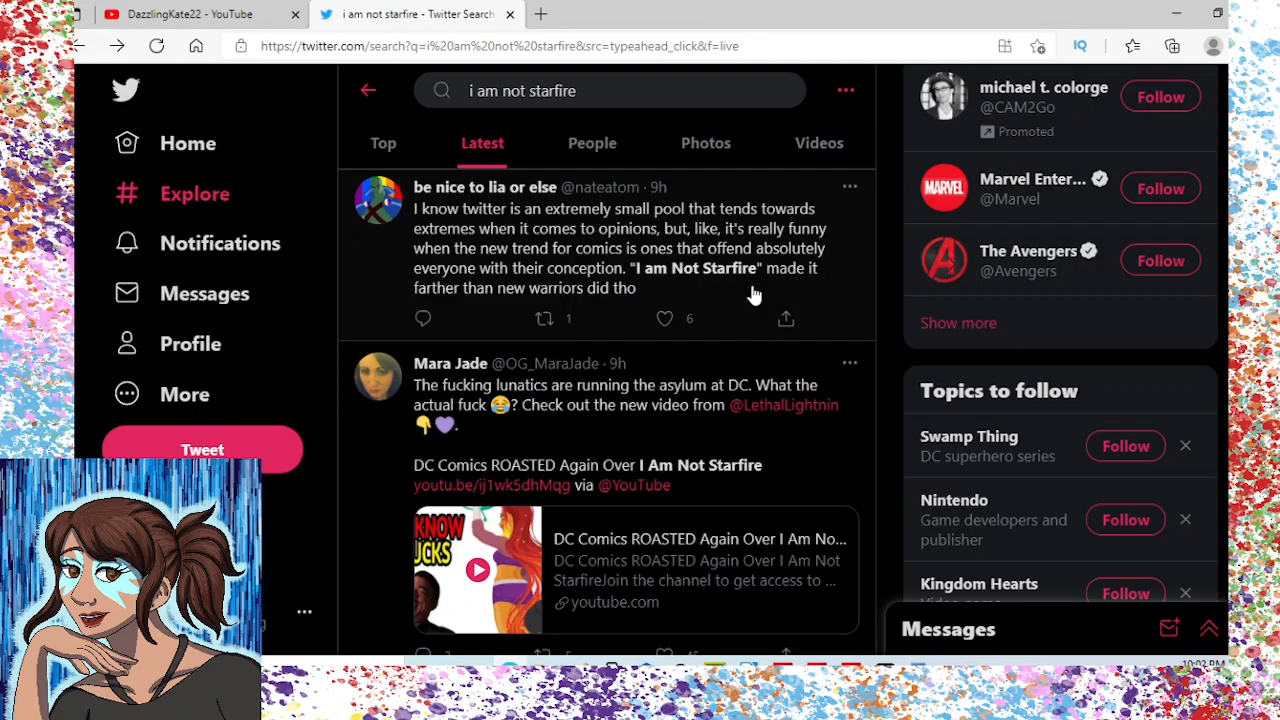 DazzlingKate22 - YouTube
i am not starfire - Twitter Search
https://twitter.com/search?q=i%20am%20not%20starfire&src=typeahead_click&f=live
IQ
Home
Explore
Notifications
Messages
Profile
More
Tweet
i am not starfire
Top Latest People Photos Videos
be nice to lia or else @nateatom · 9h
I know twitter is an extremely small pool that tends towards
extremes when it comes to opinions, but, like, it's really funny
when the new trend for comics is ones that offend absolutely
everyone with their conception. "I am Not Starfire" made it
farther than new warriors did tho
1 6
Mara Jade @OG_MaraJade · 9h
The fucking lunatics are running the asylum at DC. What the
actual fuck 😂? Check out the new video from @LethalLightnin
👇💜.
DC Comics ROASTED Again Over I Am Not Starfire
youtu.be/ij1wk5dhMqg via @YouTube
KNOW
UCKS
DC Comics ROASTED Again Over I Am No...
DC Comics ROASTED Again Over I Am Not
StarfireJoin the channel to get access to ...
youtube.com
michael t. colorge
@CAM2Go
Promoted
Follow
MARVEL
Marvel Enter...
@Marvel
Follow
The Avengers
@Avengers
Follow
Show more
Topics to follow
Swamp Thing
DC superhero series
Follow
Nintendo
Game developers and
publisher
Follow
Kingdom Hearts
Follow
Messages
10:02 PM